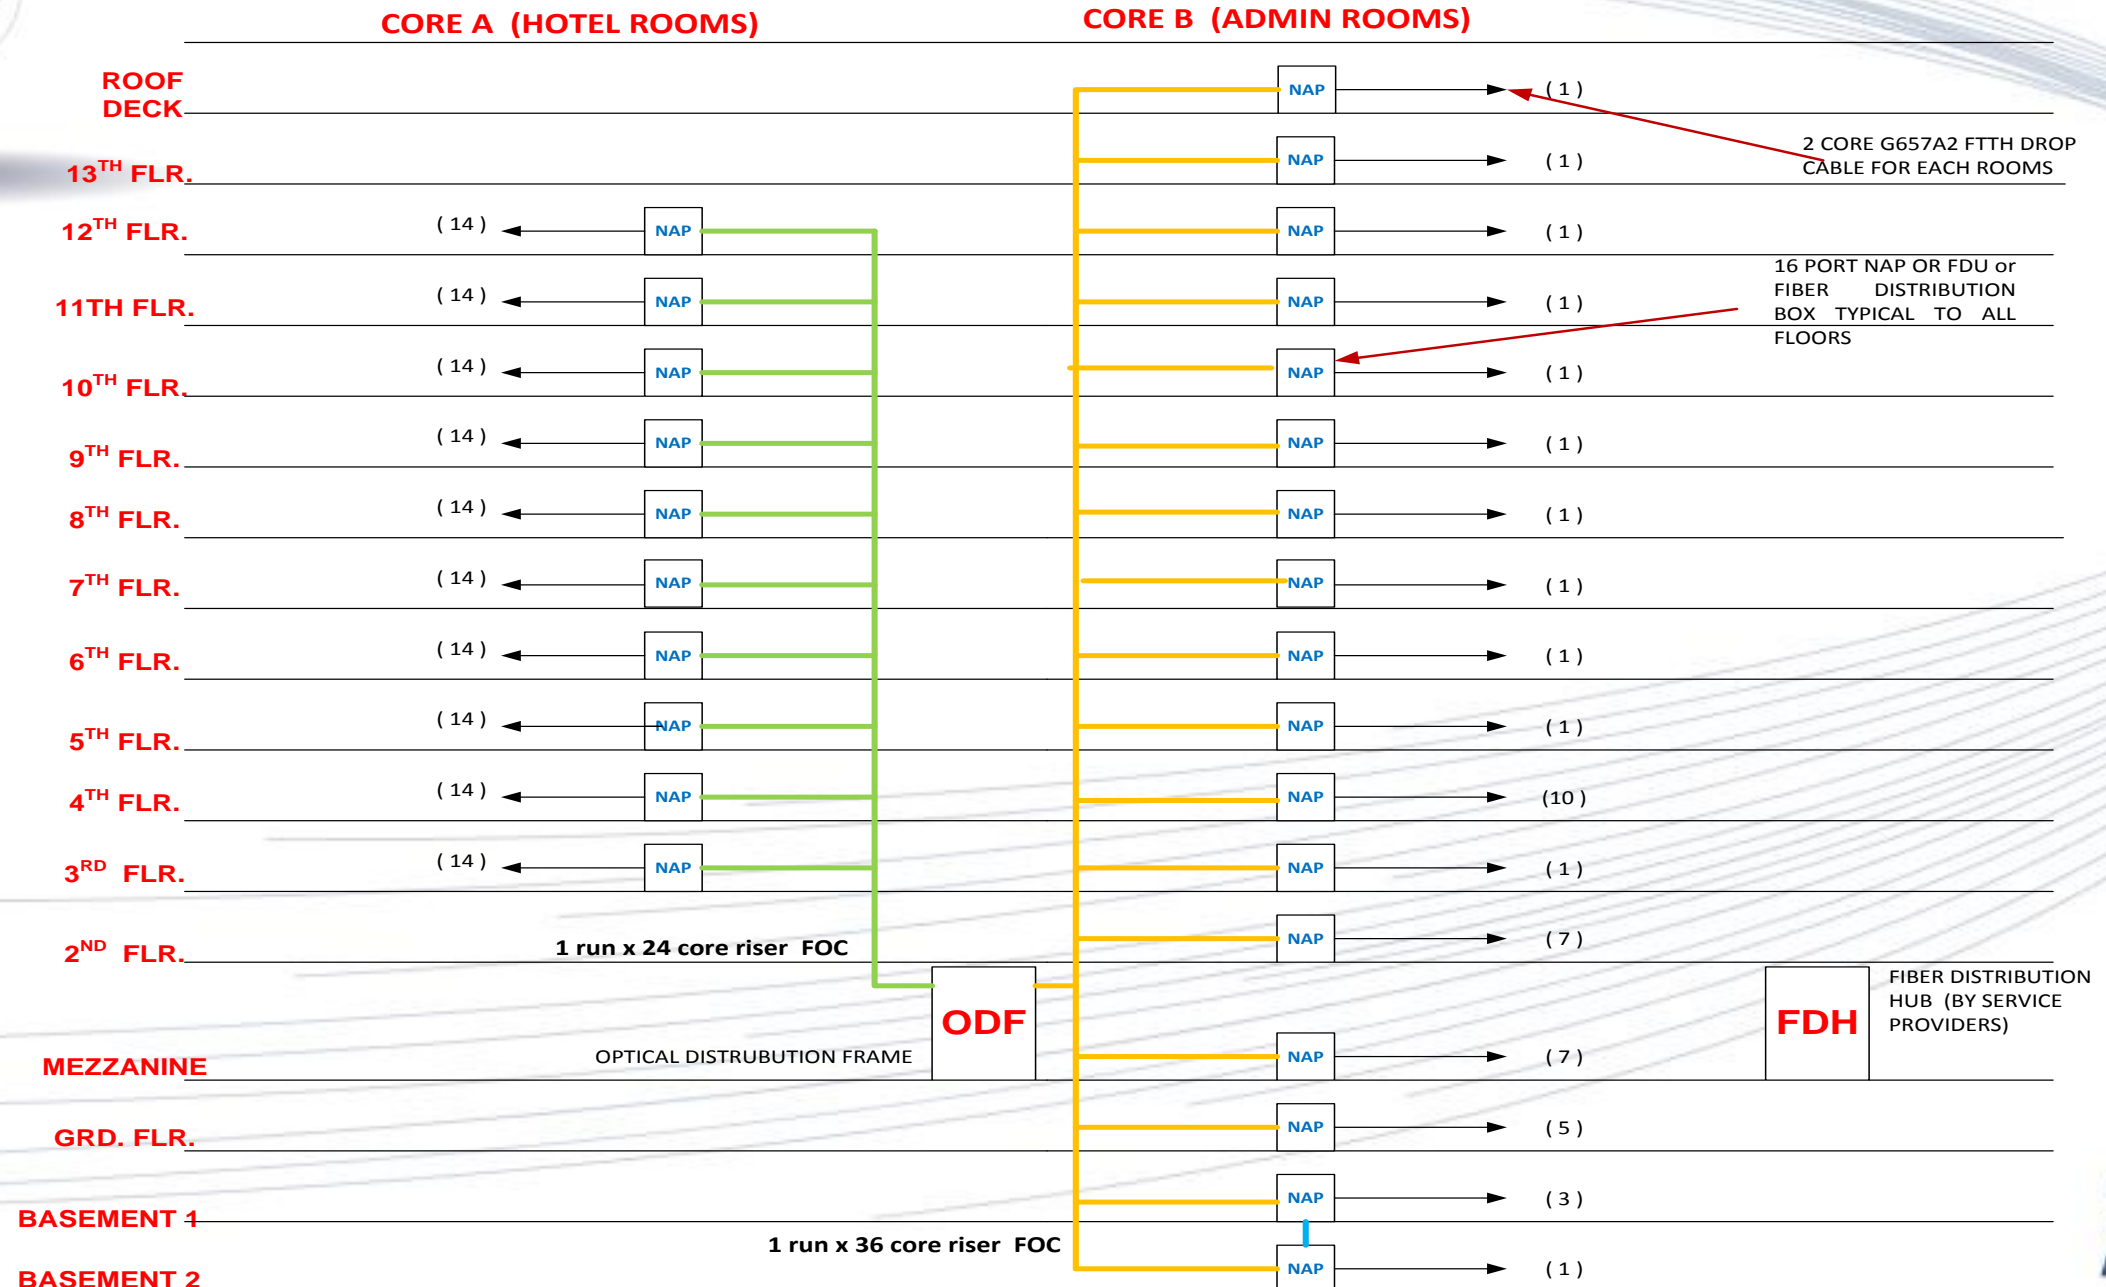 CORE A (HOTEL ROOMS)
CORE B (ADMIN ROOMS)
ROOF
DECK
NAP
( 1 )
2 CORE G657A2 FTTH DROP
CABLE FOR EACH ROOMS
13TH FLR.
NAP
( 1 )
12TH FLR.
( 14 )
NAP
NAP
( 1 )
16 PORT NAP OR FDU or
FIBER DISTRIBUTION
BOX TYPICAL TO ALL
FLOORS
11TH FLR.
( 14 )
NAP
NAP
( 1 )
10TH FLR.
( 14 )
NAP
NAP
( 1 )
9TH FLR.
( 14 )
NAP
NAP
( 1 )
8TH FLR.
( 14 )
NAP
NAP
( 1 )
7TH FLR.
( 14 )
NAP
NAP
( 1 )
6TH FLR.
( 14 )
NAP
NAP
( 1 )
5TH FLR.
( 14 )
NAP
NAP
( 1 )
4TH FLR.
( 14 )
NAP
NAP
(10 )
3RD FLR.
( 14 )
NAP
NAP
( 1 )
2ND FLR.
1 run x 24 core riser FOC
NAP
( 7 )
ODF
FDH
FIBER DISTRIBUTION
HUB (BY SERVICE
PROVIDERS)
MEZZANINE
OPTICAL DISTRUBUTION FRAME
NAP
( 7 )
GRD. FLR.
NAP
( 5 )
BASEMENT 1
NAP
( 3 )
1 run x 36 core riser FOC
BASEMENT 2
NAP
( 1 )